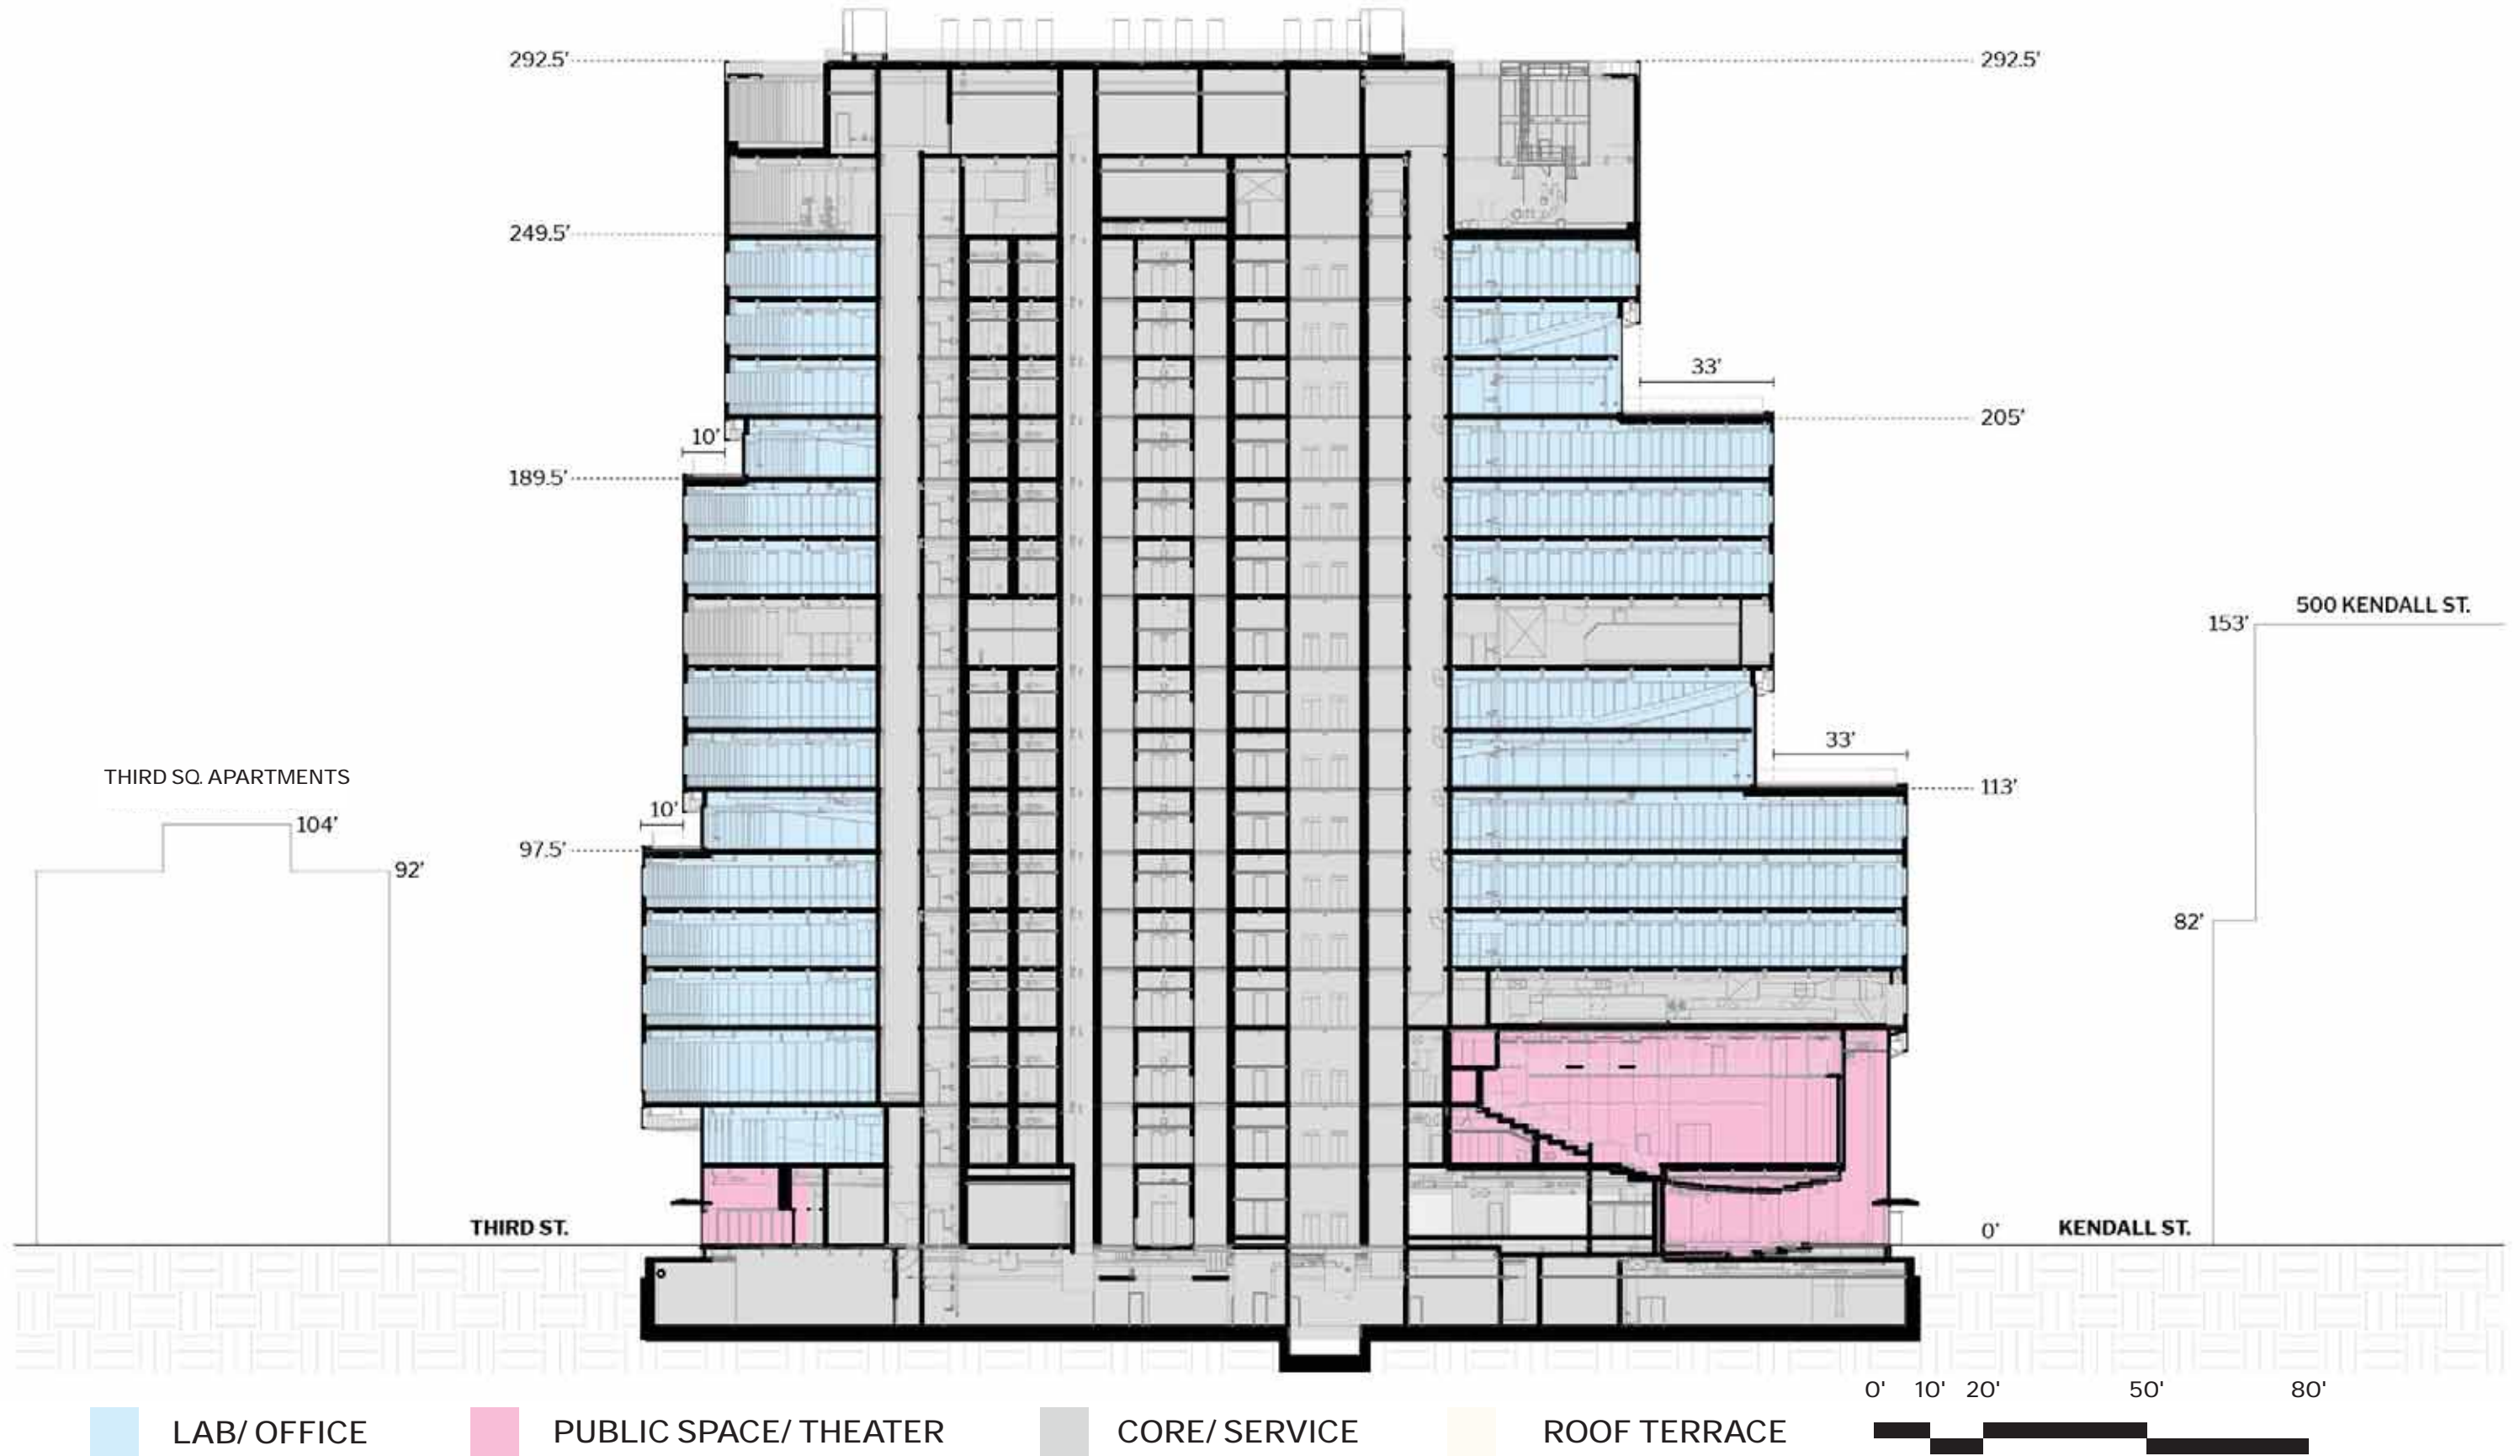 292.5'
292.5'
249.5'
33'
205'
10'
189.5'
500 KENDALL ST.
153'
33'
THIRD SQ. APARTMENTS
113'
10'
104'
97.5'
92'
82'
THIRD ST.
0'
KENDALL ST.
0' 10' 20' 50' 80'
LAB/ OFFICE
PUBLIC SPACE/ THEATER
CORE/ SERVICE
ROOF TERRACE